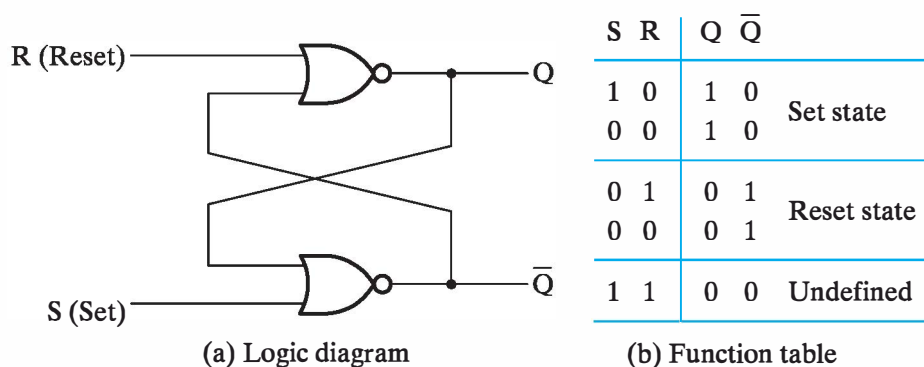 R (Reset)
Q
Q̅
S (Set)
(a) Logic diagram
S R Q Q̅
1 0 1 0
0 0 1 0
Set state
0 1 0 1
0 0 0 1
Reset state
1 1 0 0 Undefined
(b) Function table